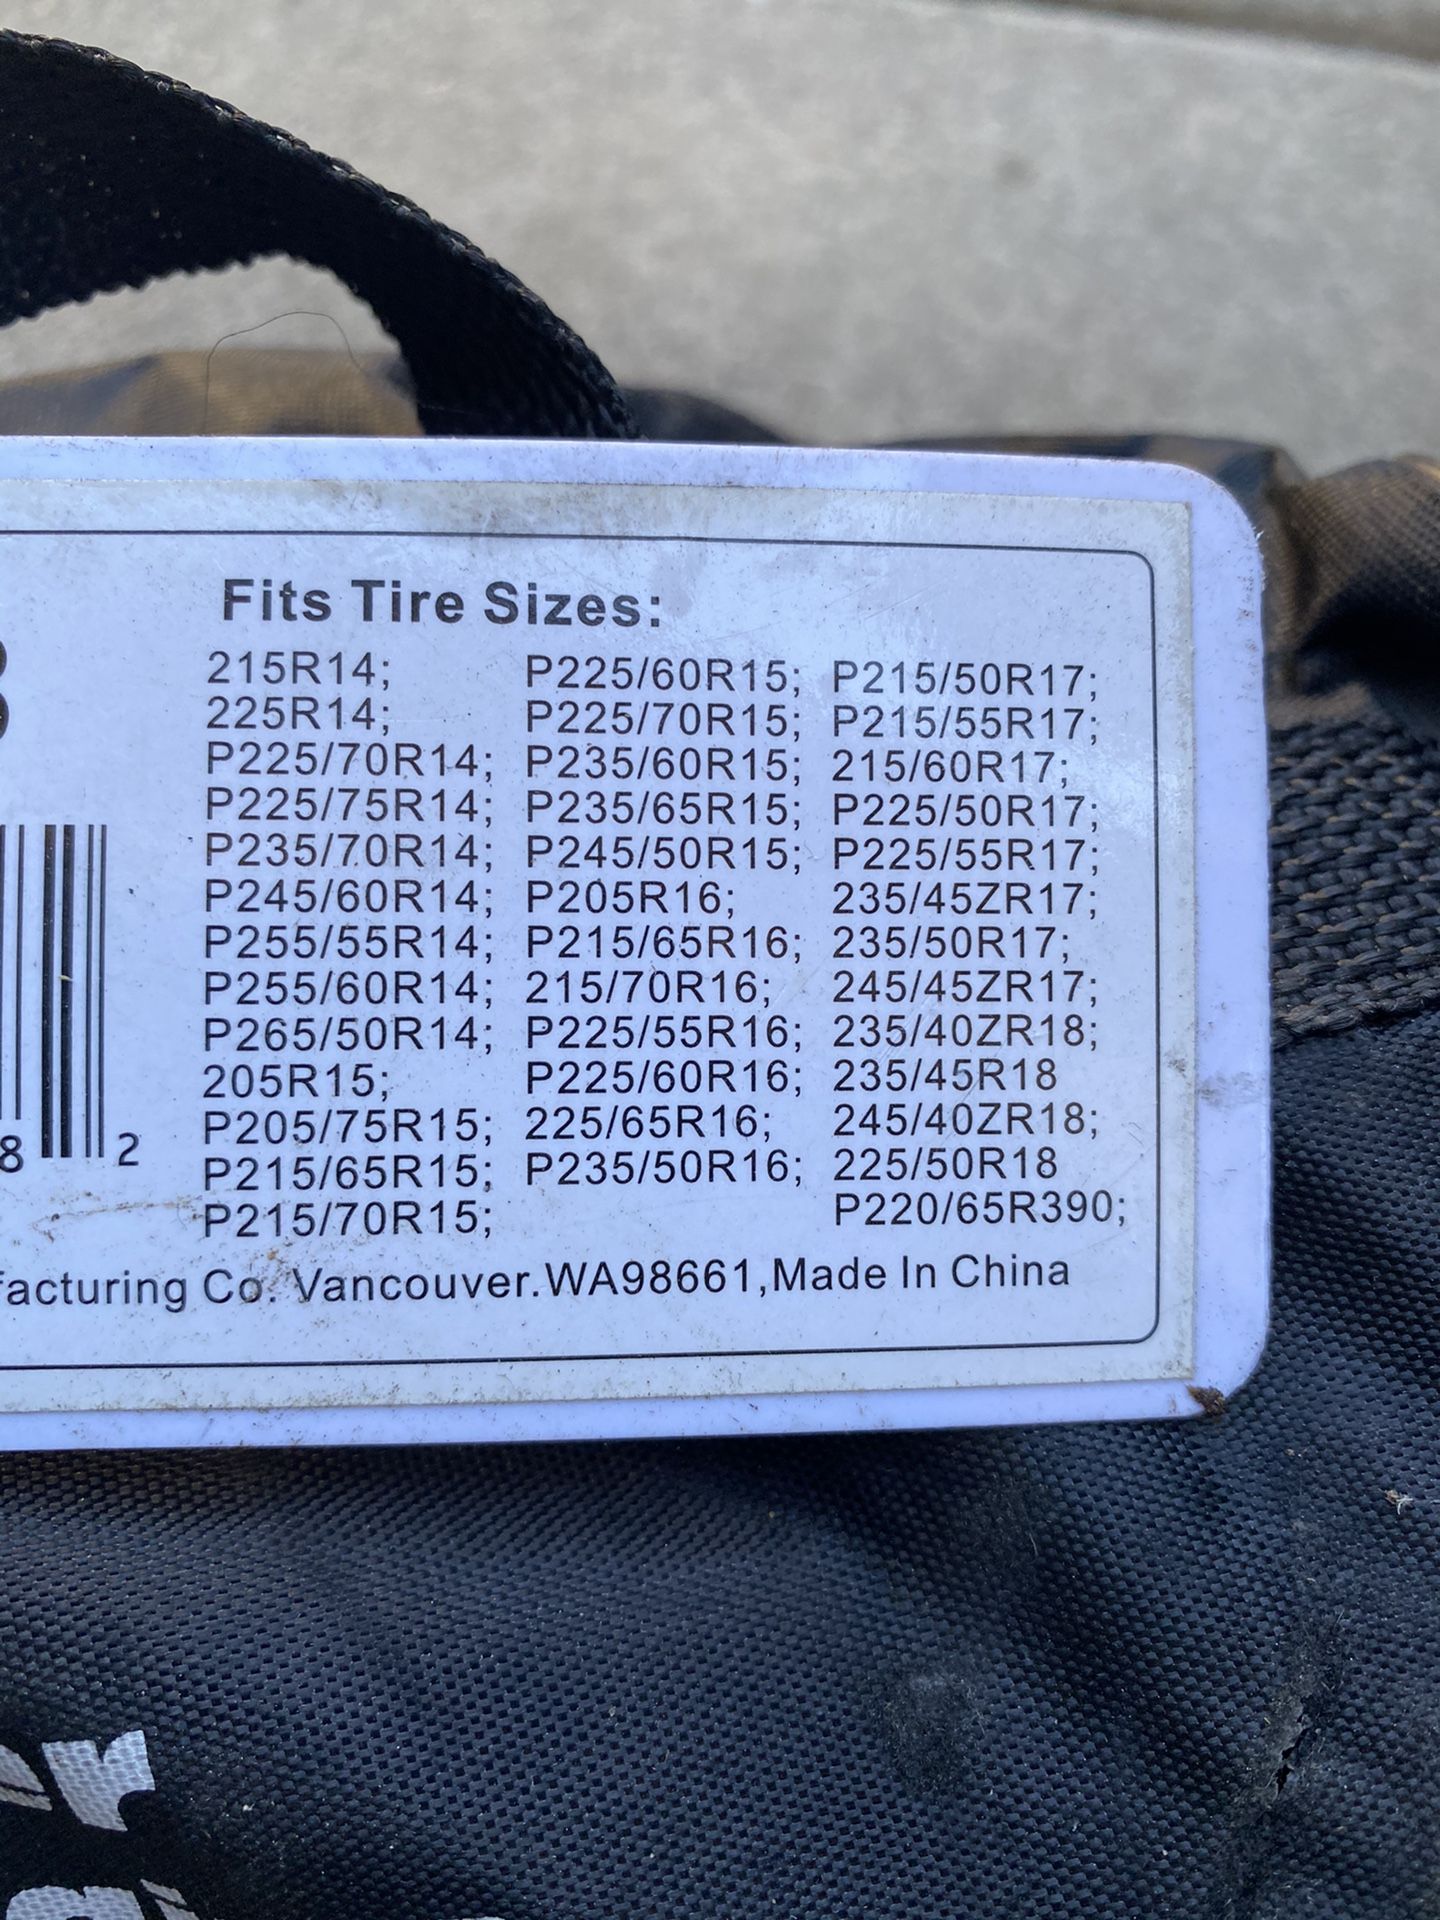 Fits Tire Sizes:
215R14; P225/60R15; P215/50R17;
225R14; P225/70R15; P215/55R17;
P225/70R14; P235/60R15; 215/60R17;
P225/75R14; P235/65R15; P225/50R17;
P235/70R14; P245/50R15; P225/55R17;
P245/60R14; P205R16; 235/45ZR17;
P255/55R14; P215/65R16; 235/50R17;
P255/60R14; 215/70R16; 245/45ZR17;
P265/50R14; P225/55R16; 235/40ZR18;
205R15; P225/60R16; 235/45R18
P205/75R15; 225/65R16; 245/40ZR18;
P215/65R15; P235/50R16; 225/50R18
P215/70R15; P220/65R390;
8 2
facturing Co. Vancouver.WA98661,Made In China